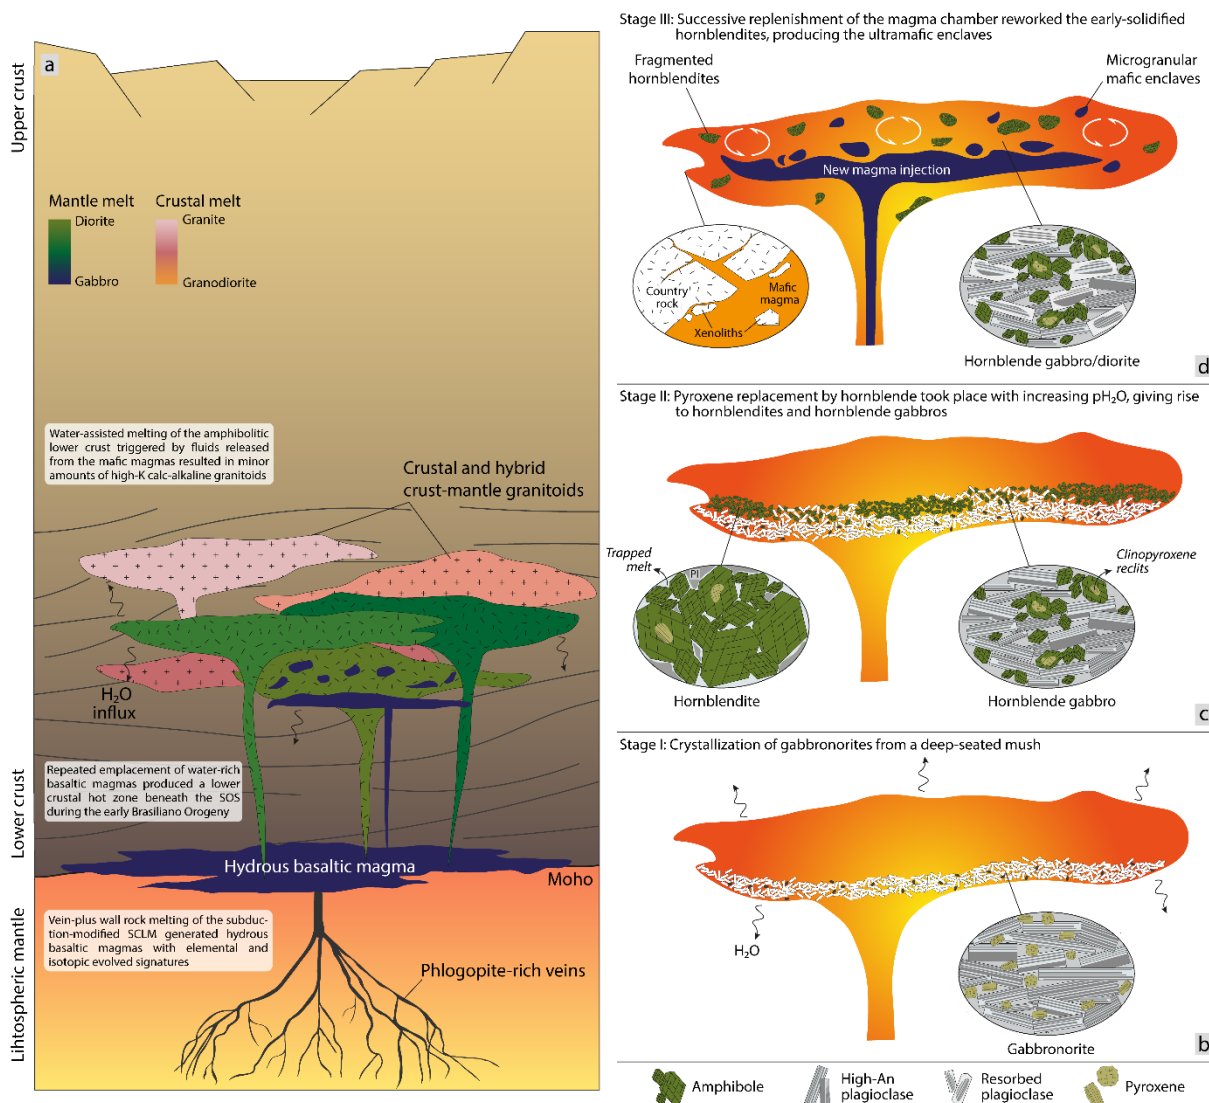 a
Upper crust
Lower crust
Lihtospheric mantle
Mantle melt
Diorite
Gabbro
Crustal melt
Granite
Granodiorite
Water-assisted melting of the amphibolitic
lower crust triggered by fluids released
from the mafic magmas resulted in minor
amounts of high-K calc-alkaline granitoids
Crustal and hybrid
crust-mantle granitoids
H₂O
influx
Repeated emplacement of water-rich
basaltic magmas produced a lower
crustal hot zone beneath the SOS
during the early Brasiliano Orogeny
Hydrous basaltic magma
Moho
Vein-plus wall rock melting of the subduc-
tion-modified SCLM generated hydrous
basaltic magmas with elemental and
isotopic evolved signatures
Phlogopite-rich veins
Stage III: Successive replenishment of the magma chamber reworked the early-solidified
hornblendites, producing the ultramafic enclaves
Fragmented
hornblendites
Microgranular
mafic enclaves
New magma injection
Country
rock
Mafic
magma
Xenoliths
Hornblende gabbro/diorite
d
Stage II: Pyroxene replacement by hornblende took place with increasing pH₂O, giving rise
to hornblendites and hornblende gabbros
Trapped
melt
Pl
Clinopyroxene
reclits
Hornblendite
Hornblende gabbro
c
Stage I: Crystallization of gabbronorites from a deep-seated mush
H₂O
Gabbronorite
b
Amphibole
High-An
plagioclase
Resorbed
plagioclase
Pyroxene